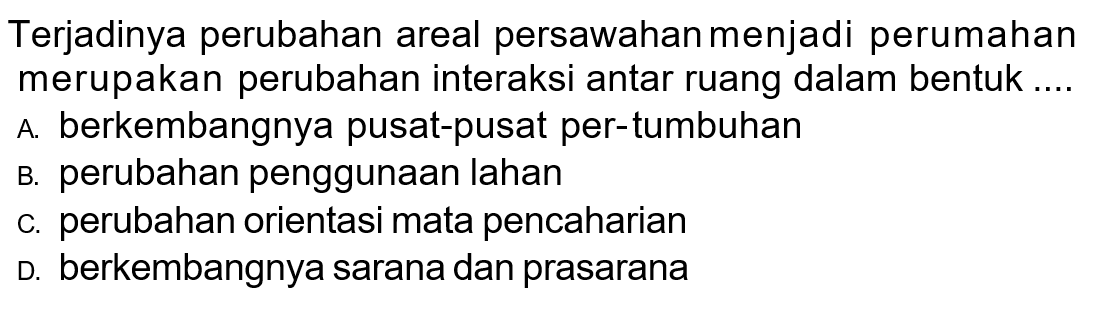 Terjadinya perubahan areal persawahan menjadi perumahan
merupakan perubahan interaksi antar ruang dalam bentuk ....
A. berkembangnya pusat-pusat per-tumbuhan
B. perubahan penggunaan lahan
C. perubahan orientasi mata pencaharian
D. berkembangnya sarana dan prasarana